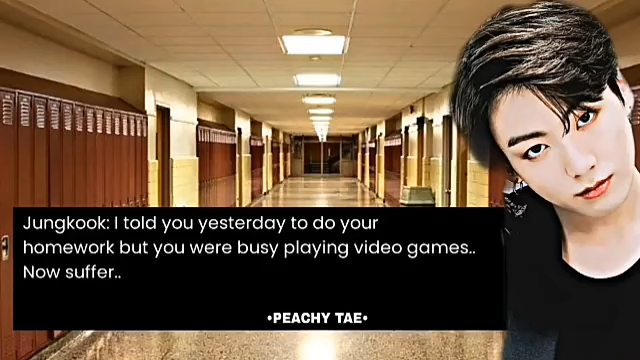 Jungkook: I told you yesterday to do your
homework but you were busy playing video games..
Now suffer..
•PEACHY TAE•